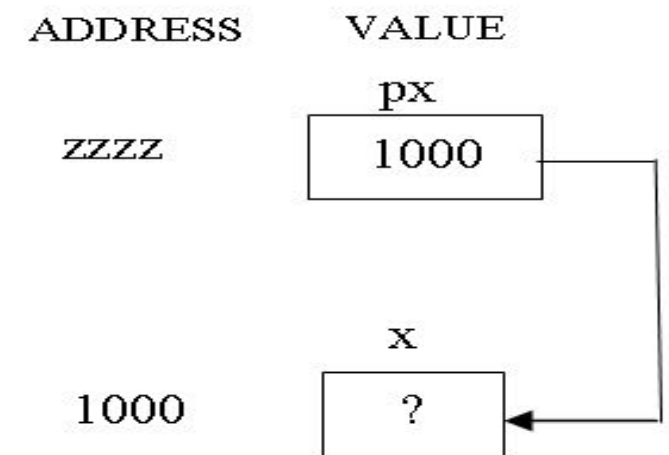 ADDRESS VALUE
px
zzzz 1000
x
1000 ?